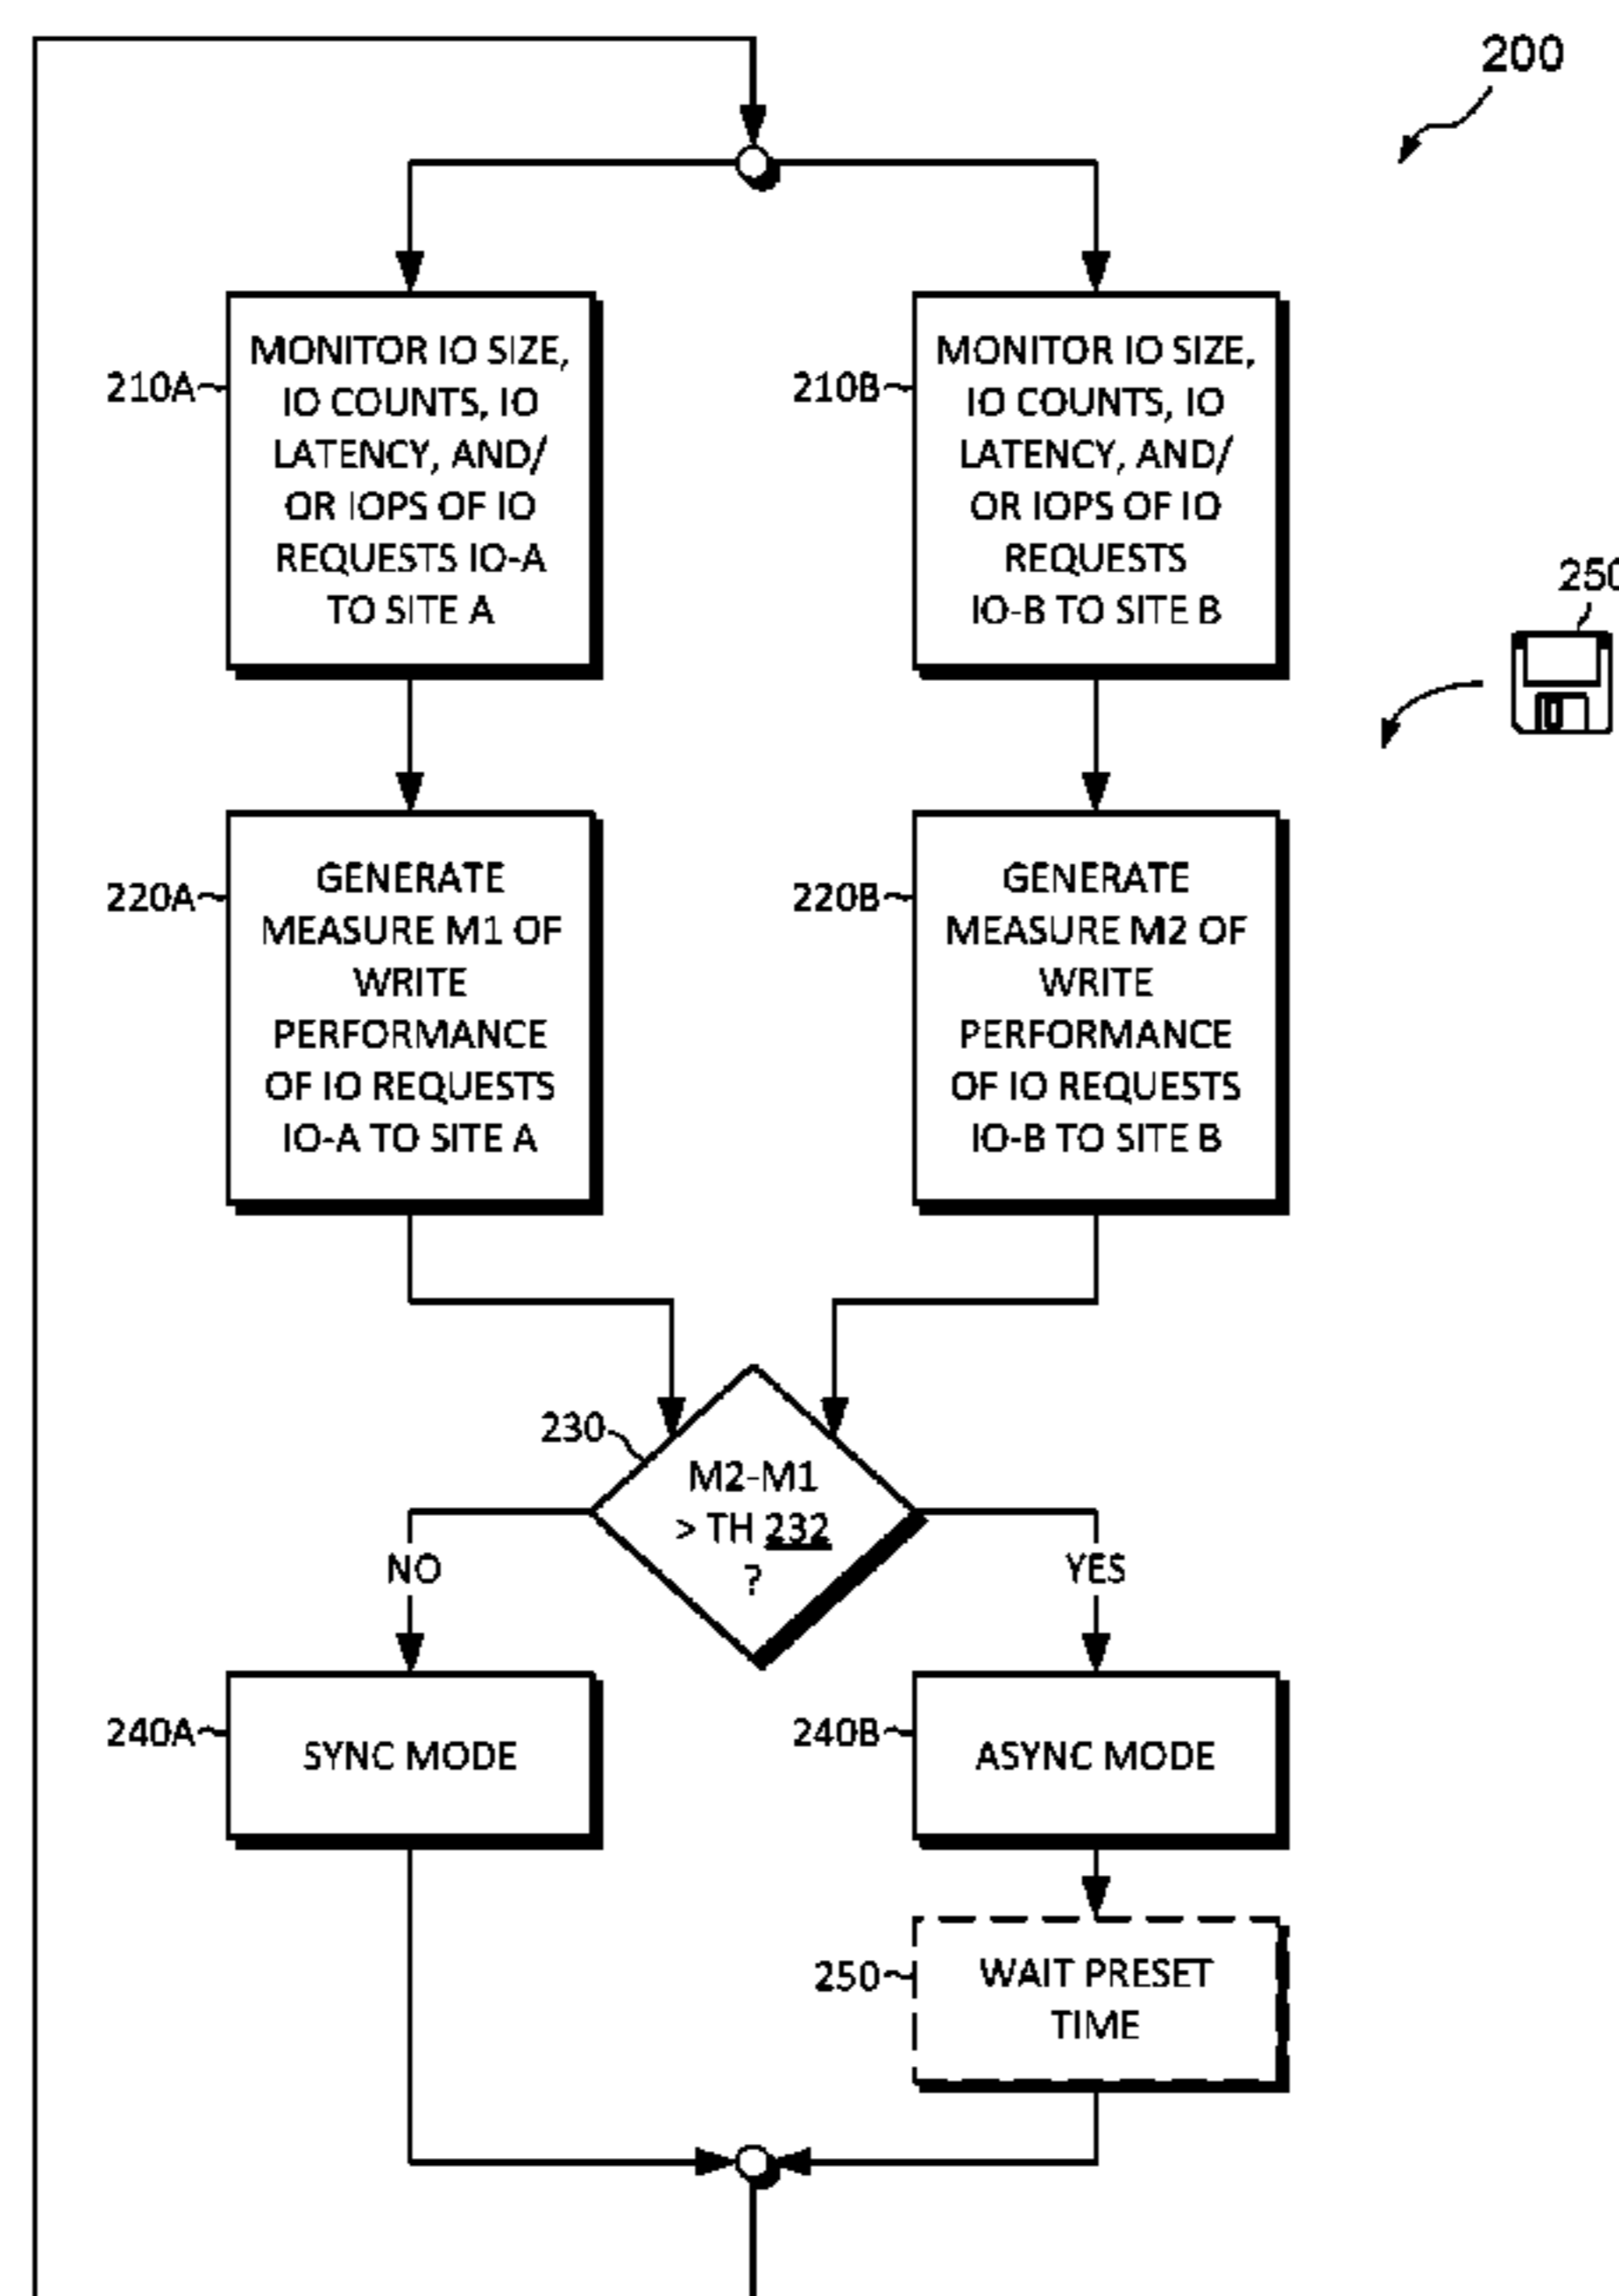 200
210A
MONITOR IO SIZE,
IO COUNTS, IO
LATENCY, AND/
OR IOPS OF IO
REQUESTS IO-A
TO SITE A
210B
MONITOR IO SIZE,
IO COUNTS, IO
LATENCY, AND/
OR IOPS OF IO
REQUESTS
IO-B TO SITE B
250
220A
GENERATE
MEASURE M1 OF
WRITE
PERFORMANCE
OF IO REQUESTS
IO-A TO SITE A
220B
GENERATE
MEASURE M2 OF
WRITE
PERFORMANCE
OF IO REQUESTS
IO-B TO SITE B
230
M2-M1
> TH 232
?
NO
YES
240A
SYNC MODE
240B
ASYNC MODE
250
WAIT PRESET
TIME